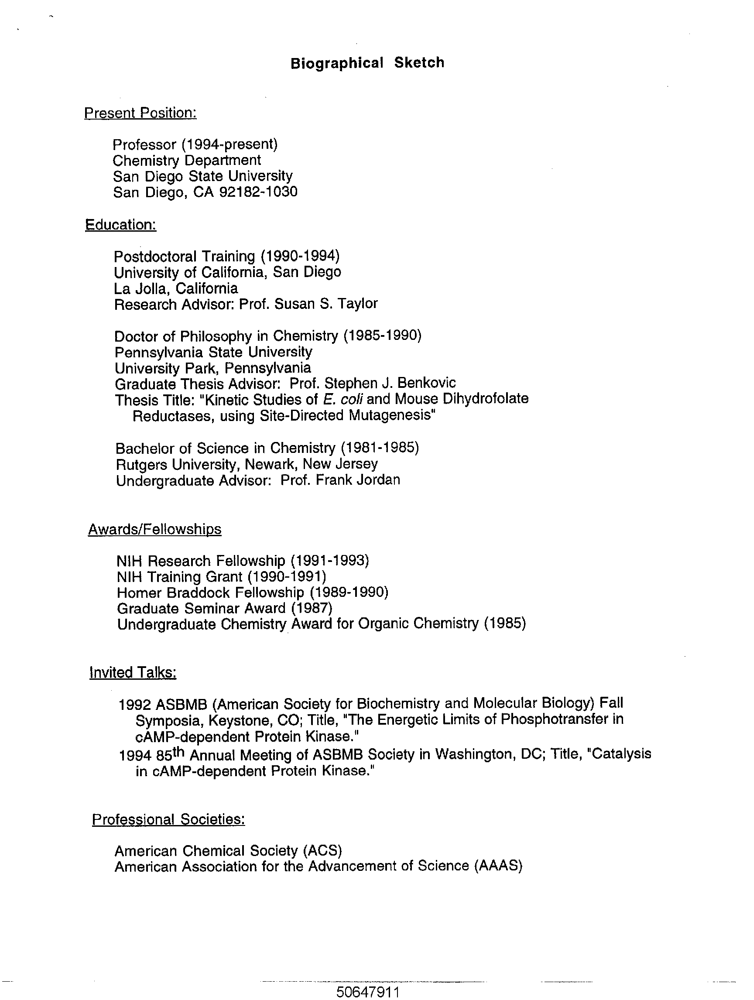 Biographical Sketch
Present Position:
Professor (1994-present)
Chemistry Department
San Diego State University
San Diego, CA 92182-1030
Education:
Postdoctoral Training (1990-1994)
University of California, San Diego
La Jolla, California
Research Advisor: Prof. Susan S. Taylor
Doctor of Philosophy in Chemistry (1985-1990)
Pennsylvania State University
University Park, Pennsylvania
Graduate Thesis Advisor: Prof. Stephen J. Benkovic
Thesis Title: "Kinetic Studies of E. coli and Mouse Dihydrofolate
Reductases, using Site-Directed Mutagenesis"
Bachelor of Science in Chemistry (1981-1985)
Rutgers University, Newark, New Jersey
Undergraduate Advisor: Prof. Frank Jordan
Awards/Fellowships
NIH Research Fellowship (1991-1993)
NIH Training Grant (1990-1991)
Homer Braddock Fellowship (1989-1990)
Graduate Seminar Award (1987)
Undergraduate Chemistry Award for Organic Chemistry (1985)
Invited Talks:
1992 ASBMB (American Society for Biochemistry and Molecular Biology) Fall
Symposia, Keystone, CO; Title, "The Energetic Limits of Phosphotransfer in
cAMP-dependent Protein Kinase."
1994 85th Annual Meeting of ASBMB Society in Washington, DC; Title, "Catalysis
in cAMP-dependent Protein Kinase."
Professional Societies:
American Chemical Society (ACS)
American Association for the Advancement of Science (AAAS)
50647911